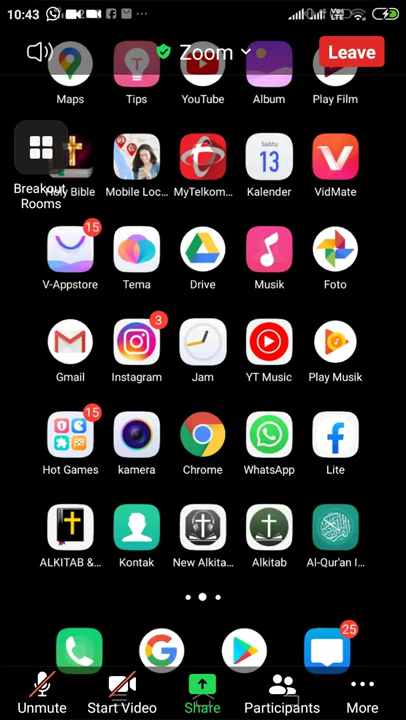 10:43
Vo) LTE
Zoom
Leave
Maps
Tips
YouTube
Album
Play Film
Breakout Rooms
Holy Bible
Mobile Loc...
MyTelkom...
Sabtu
13
Kalender
VidMate
15
V-Appstore
Tema
Drive
Musik
Foto
3
Gmail
Instagram
Jam
YT Music
Play Musik
15
Hot Games
kamera
Chrome
WhatsApp
Lite
ALKITAB &...
Kontak
New Alkita...
Alkitab
Al-Qur'an I...
25
Unmute
Start Video
Share
Participants
More